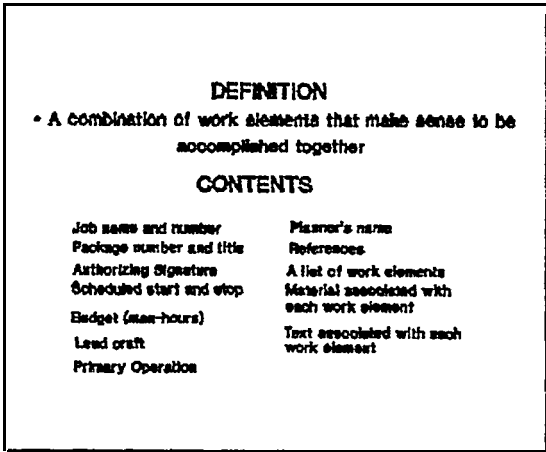 DEFINITION
• A combination of work elements that make sense to be
accomplished together
CONTENTS
Job name and number
Package number and title
Authorizing Signature
Scheduled start and stop
Budget (man-hours)
Lead craft
Primary Operation
Planner's name
References
A list of work elements
Material associated with
each work element
Text associated with each
work element